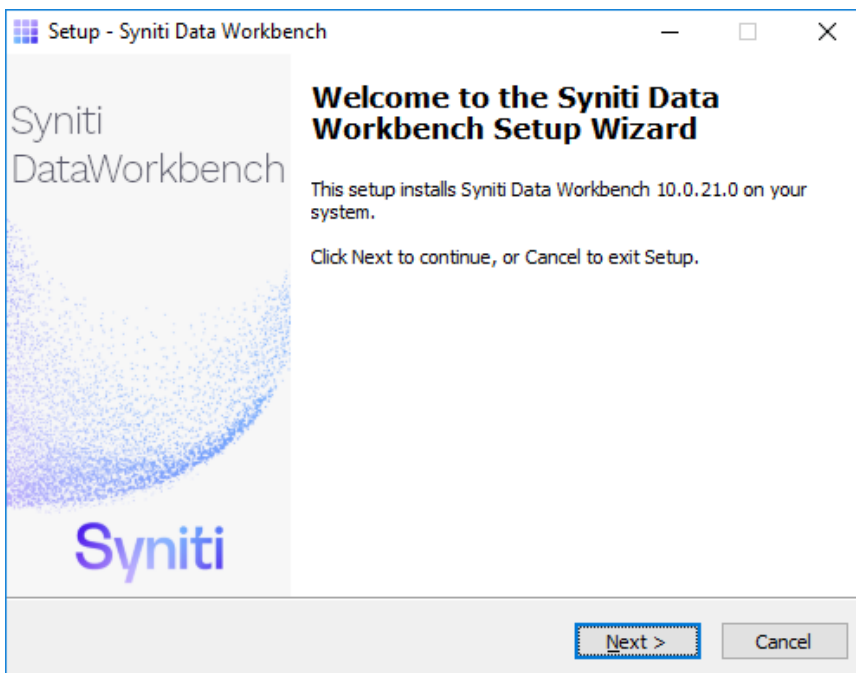 Setup - Syniti Data Workbench
Syniti
DataWorkbench
Syniti
Welcome to the Syniti Data
Workbench Setup Wizard
This setup installs Syniti Data Workbench 10.0.21.0 on your
system.
Click Next to continue, or Cancel to exit Setup.
Next >
Cancel